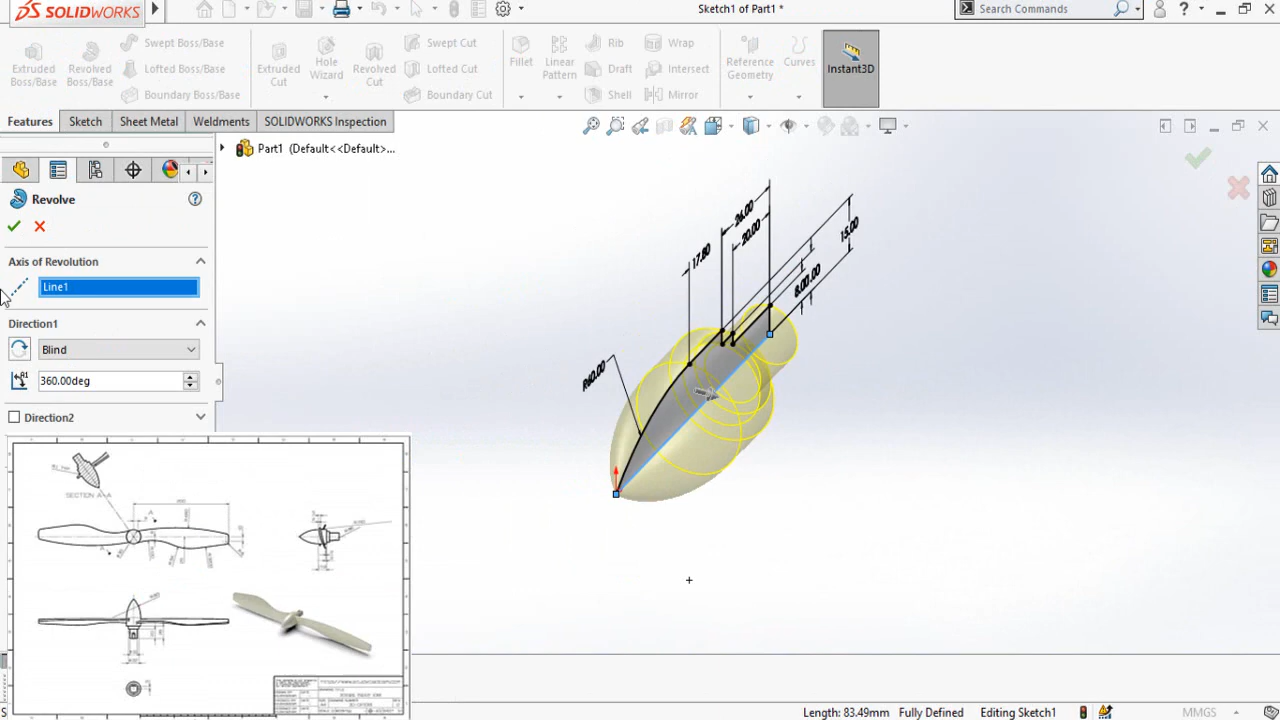 SOLIDWORKS
Sketch1 of Part1 *
Search Commands
Extruded Boss/Base
Revolved Boss/Base
Swept Boss/Base
Lofted Boss/Base
Boundary Boss/Base
Extruded Cut
Hole Wizard
Revolved Cut
Swept Cut
Lofted Cut
Boundary Cut
Fillet
Linear Pattern
Rib
Draft
Shell
Wrap
Intersect
Mirror
Reference Geometry
Curves
Instant3D
Features
Sketch
Sheet Metal
Weldments
SOLIDWORKS Inspection
Part1 (Default<<Default>...
Revolve
Axis of Revolution
Line1
Direction1
Blind
360.00deg
Direction2
26.00
20.00
17.80
15.00
R60.00
SECTION A-A
Length: 83.49mm
Fully Defined
Editing Sketch1
MMGS